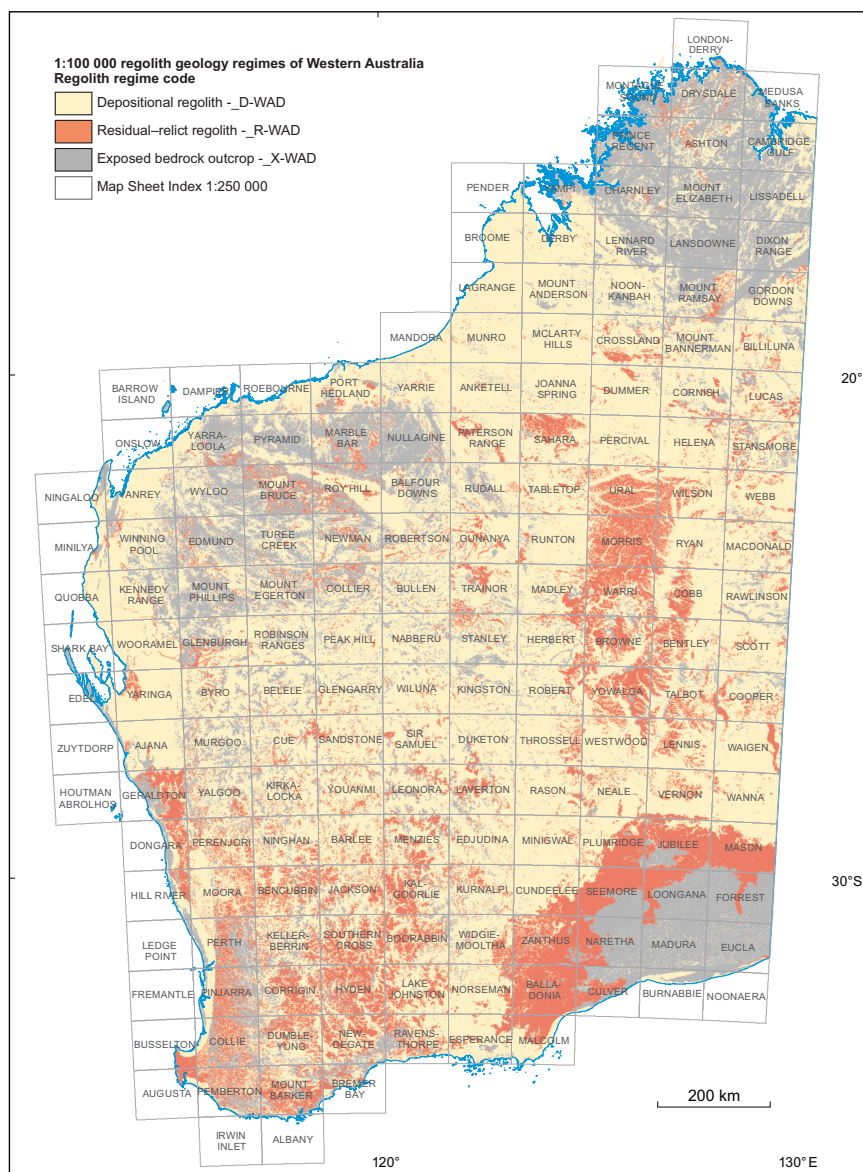 1:100 000 regolith geology regimes of Western Australia
Regolith regime code
Depositional regolith -_D-WAD
Residual–relict regolith -_R-WAD
Exposed bedrock outcrop -_X-WAD
Map Sheet Index 1:250 000
LONDON-
DERRY
MONTAGUE
SOUND
DRYSDALE
MEDUSA
BANKS
PRINCE
REGENT
ASHTON
CAMBRIDGE
GULF
PENDER
YAMPI
CHARNLEY
MOUNT
ELIZABETH
LISSADELL
BROOME
DERBY
LENNARD
RIVER
LANSDOWNE
DIXON
RANGE
LAGRANGE
MOUNT
ANDERSON
NOON-
KANBAH
MOUNT
RAMSAY
GORDON
DOWNS
MANDORA
MUNRO
MCLARTY
HILLS
CROSSLAND
MOUNT
BANNERMAN
BILLILUNA
BARROW
ISLAND
DAMPIER
ROEBOURNE
PORT
HEDLAND
YARRIE
ANKETELL
JOANNA
SPRING
DUMMER
CORNISH
LUCAS
20°
ONSLOW
YARRA-
LOOLA
PYRAMID
MARBLE
BAR
NULLAGINE
PATERSON
RANGE
SAHARA
PERCIVAL
HELENA
STANSMORE
NINGALOO
YANREY
WYLOO
MOUNT
BRUCE
ROY HILL
BALFOUR
DOWNS
RUDALL
TABLETOP
URAL
WILSON
WEBB
MINILYA
WINNING
POOL
EDMUND
TUREE
CREEK
NEWMAN
ROBERTSON
GUNANYA
RUNTON
MORRIS
RYAN
MACDONALD
QUOBBA
KENNEDY
RANGE
MOUNT
PHILLIPS
MOUNT
EGERTON
COLLIER
BULLEN
TRAINOR
MADLEY
WARRI
COBB
RAWLINSON
SHARK BAY
WOORAMEL
GLENBURGH
ROBINSON
RANGES
PEAK HILL
NABBERU
STANLEY
HERBERT
BROWNE
BENTLEY
SCOTT
EDEL
YARINGA
BYRO
BELELE
GLENGARRY
WILUNA
KINGSTON
ROBERT
YOWALGA
TALBOT
COOPER
ZUYTDORP
AJANA
MURGOO
CUE
SANDSTONE
SIR
SAMUEL
DUKETON
THROSSELL
WESTWOOD
LENNIS
WAIGEN
HOUTMAN
ABROLHOS
GERALDTON
YALGOO
KIRKA-
LOCKA
YOUANMI
LEONORA
LAVERTON
RASON
NEALE
VERNON
WANNA
DONGARA
PERENJORI
NINGHAN
BARLEE
MENZIES
EDJUDINA
MINIGWAL
PLUMRIDGE
JUBILEE
MASON
30°S
HILL RIVER
MOORA
BENCUBBIN
JACKSON
KAL-
GOORLIE
KURNALPI
CUNDEELEE
SEEMORE
LOONGANA
FORREST
LEDGE
POINT
PERTH
KELLER-
BERRIN
SOUTHERN
CROSS
BOORABBIN
WIDGIE-
MOOLTHA
ZANTHUS
NARETHA
MADURA
EUCLA
FREMANTLE
PINJARRA
CORRIGIN
HYDEN
LAKE
JOHNSTON
NORSEMAN
BALLA-
DONIA
CULVER
BURNABBIE
NOONAERA
BUSSELTON
COLLIE
DUMBLE-
YUNG
NEW-
DEGATE
RAVENS-
THORPE
ESPERANCE
MALCOLM
AUGUSTA
PEMBERTON
MOUNT
BARKER
BREMER
BAY
200 km
IRWIN
INLET
ALBANY
120°
130° E